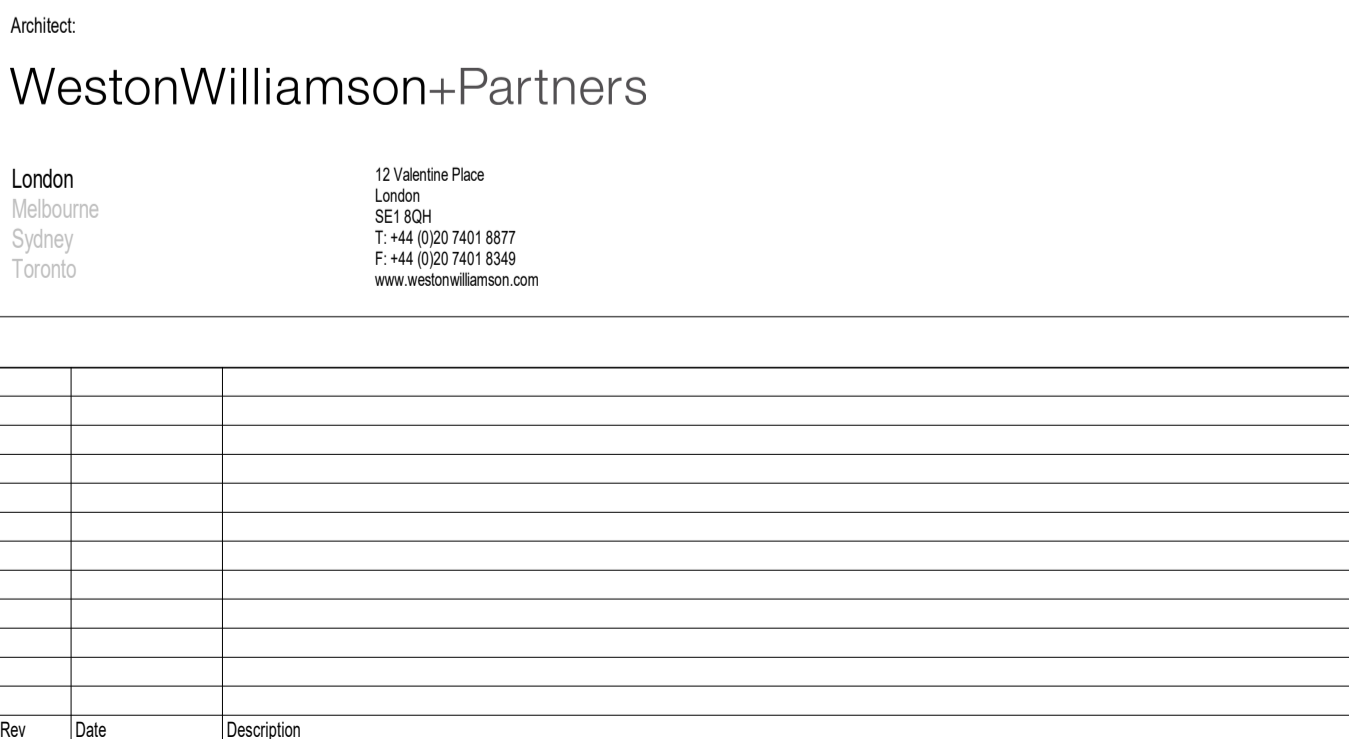 Architect:
WestonWilliamson+Partners
London
Melbourne
Sydney
Toronto
12 Valentine Place
London
SE1 8QH
T: +44 (0)20 7401 8877
F: +44 (0)20 7401 8349
www.westonwilliamson.com
Rev Date Description